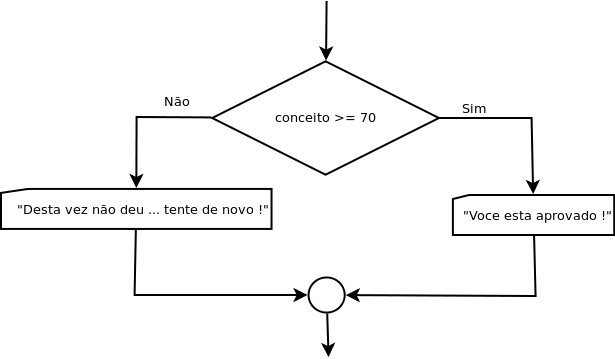 Não
Sim
conceito >= 70
"Desta vez não deu ... tente de novo !"
"Voce esta aprovado !"